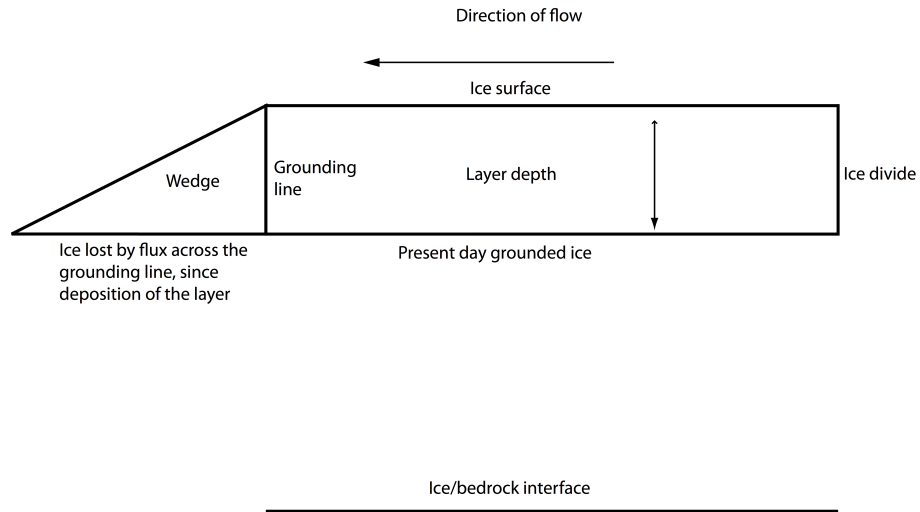 Direction of flow
Ice surface
Grounding
line
Wedge
Layer depth
Ice divide
Ice lost by flux across the
grounding line, since
deposition of the layer
Present day grounded ice
Ice/bedrock interface